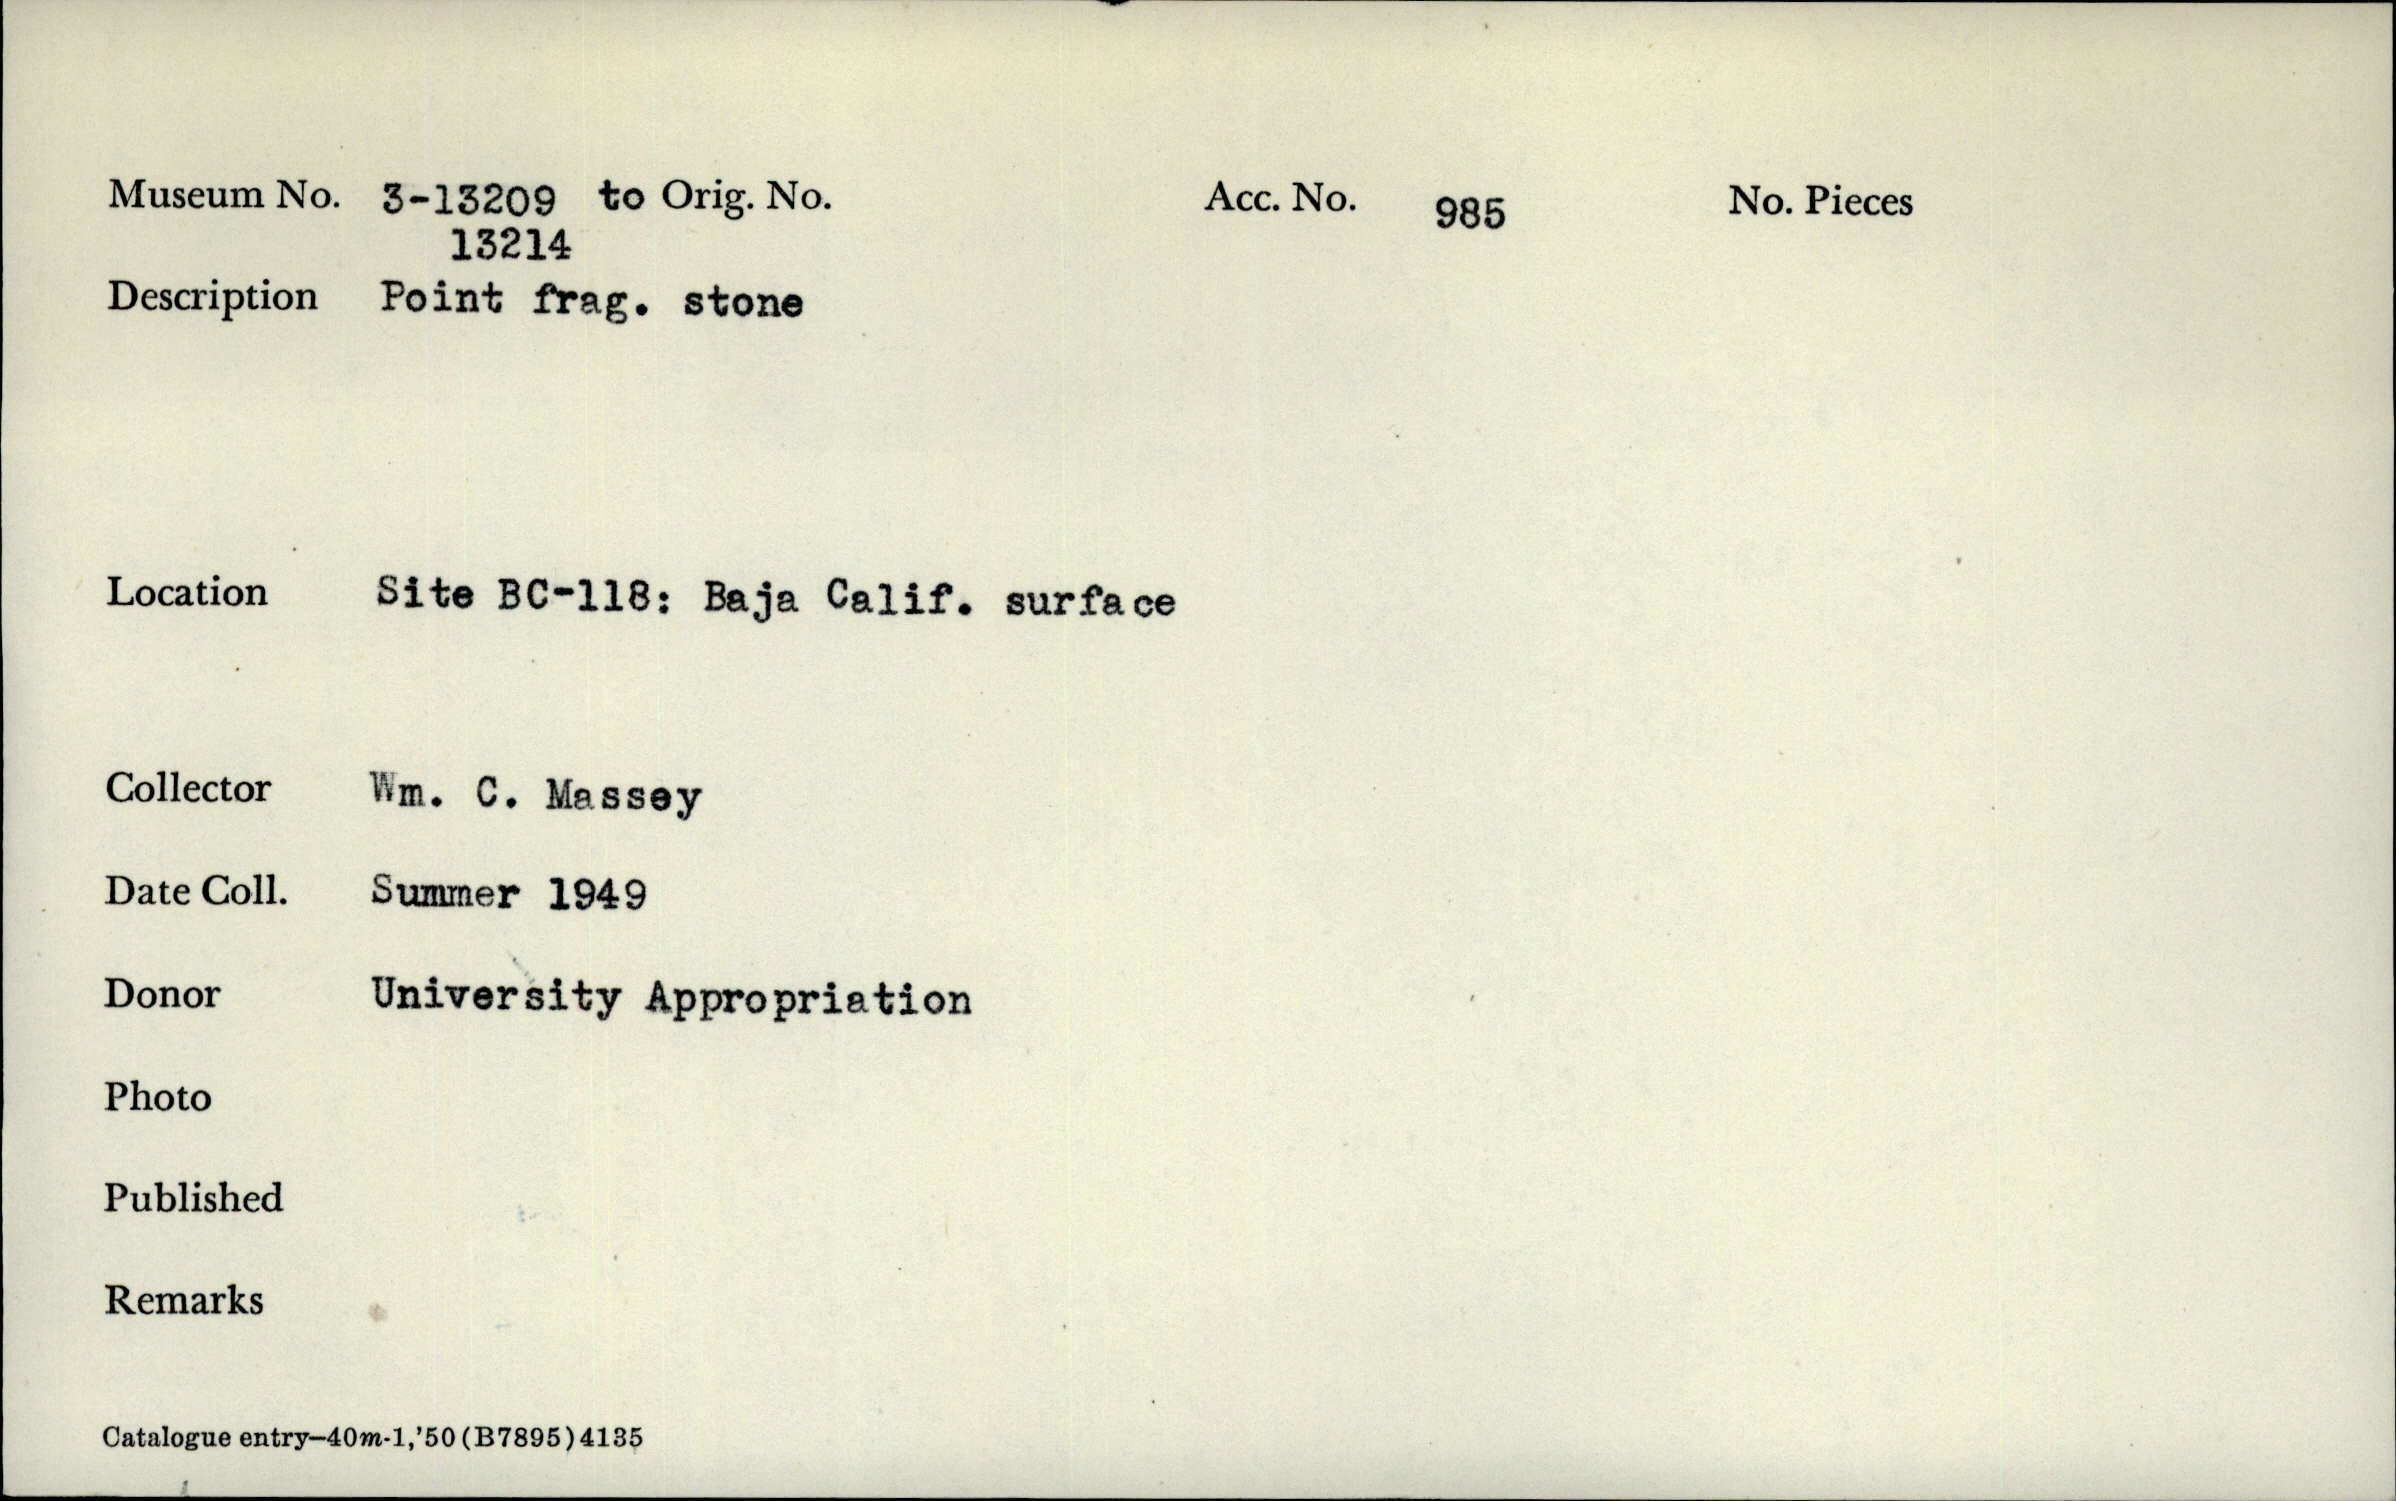 Museum No. 3-13209 to Orig. No. Acc. No. 985 No. Pieces
13214
Description Point frag. stone
Location Site BC-118: Baja Calif. surface
Collector Wm. C. Massey
Date Coll. Summer 1949
Donor University Appropriation
Photo
Published
Remarks
Catalogue entry—40m-1,'50 (B7895) 4135